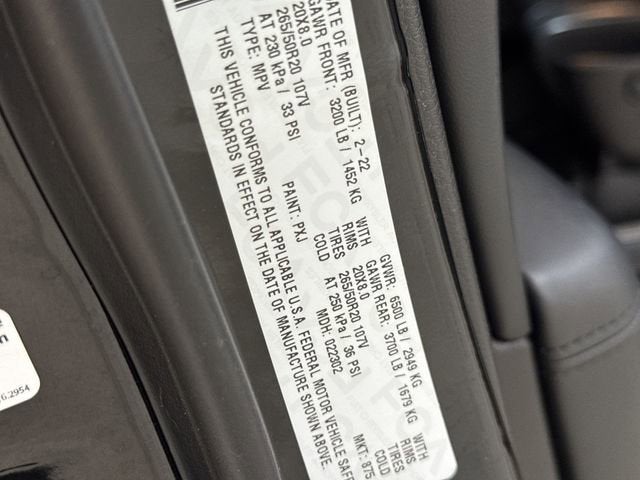 DATE OF MFR (BUILT): 2-22 GVWR: 6500 LB / 2949 KG
GAWR FRONT: 3200 LB / 1452 KG WITH GAWR REAR: 3700 LB / 1679 KG WITH
20X8.0 RIMS 20X8.0 RIMS
265/50R20 107V TIRES 265/50R20 107V TIRES
AT 230 kPa / 33 PSI COLD AT 250 kPa / 36 PSI COLD
TYPE: MPV PAINT: PXJ MDH: 022302 MKT: 875
THIS VEHICLE CONFORMS TO ALL APPLICABLE U.S.A. FEDERAL MOTOR VEHICLE SAFE
STANDARDS IN EFFECT ON THE DATE OF MANUFACTURE SHOWN ABOVE.
6.2954